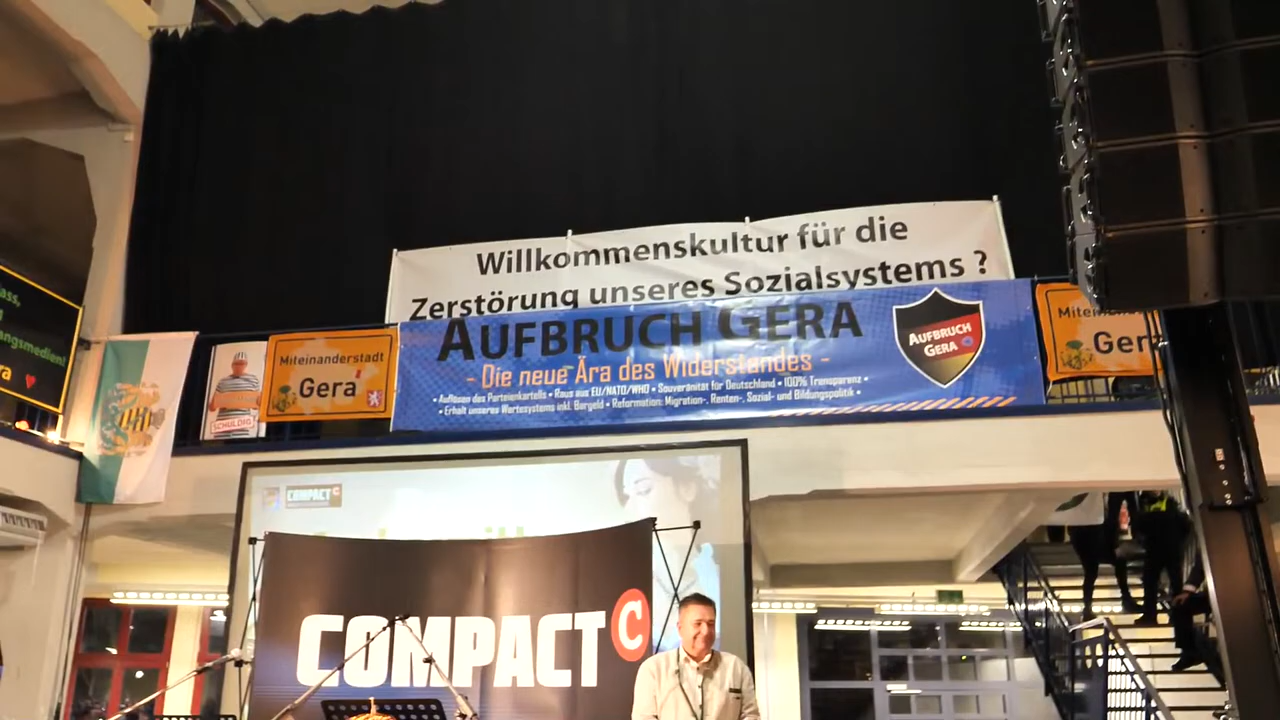 Willkommenskultur für die
Zerstörung unseres Sozialsystems ?
AUFBRUCH GERA
- Die neue Ära des Widerstandes -
• Auflösen des Parteienkartells • Raus aus EU/NATO/WHO • Souveränität für Deutschland • 100% Transparenz •
• Erhalt unseres Wertesystems inkl. Bargeld • Reformation: Migration-, Renten-, Sozial- und Bildungspolitik •
AUFBRUCH
GERA
Miteinanderstadt
Gera
SCHULDIG
Gera
angsmedien!
COMPACT C
COMPACT C